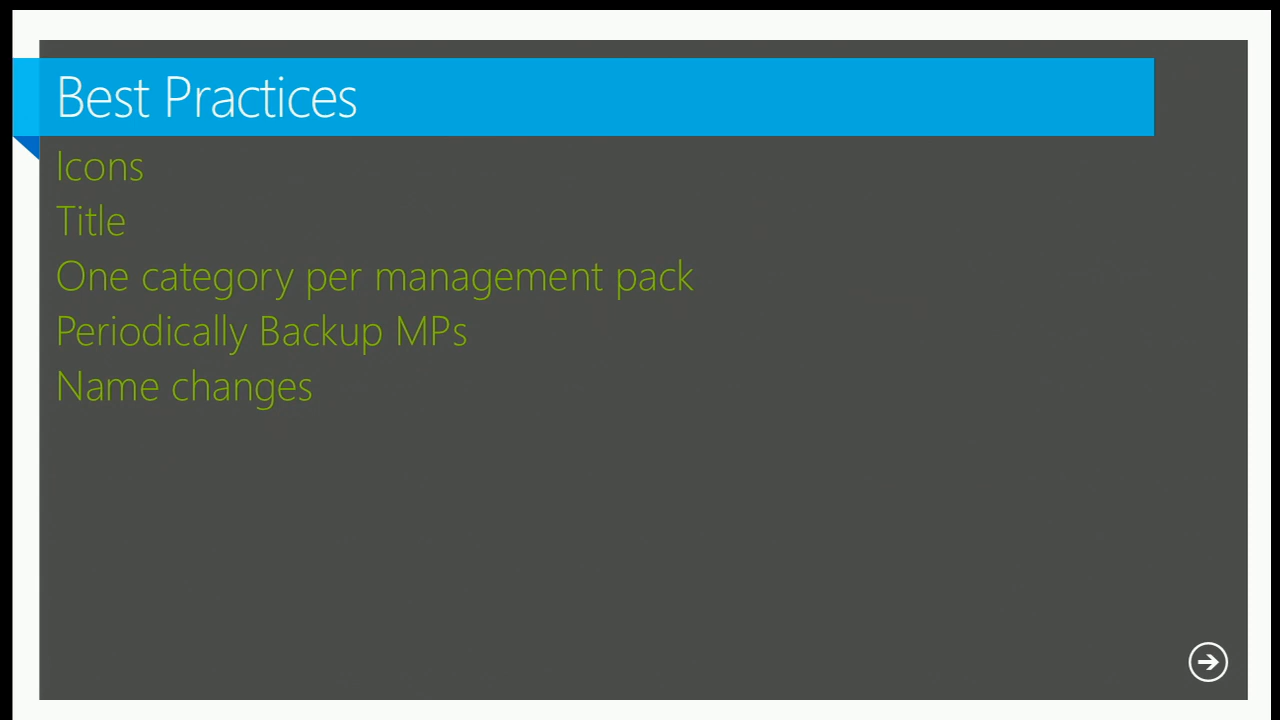 Best Practices
Icons
Title
One category per management pack
Periodically Backup MPs
Name changes